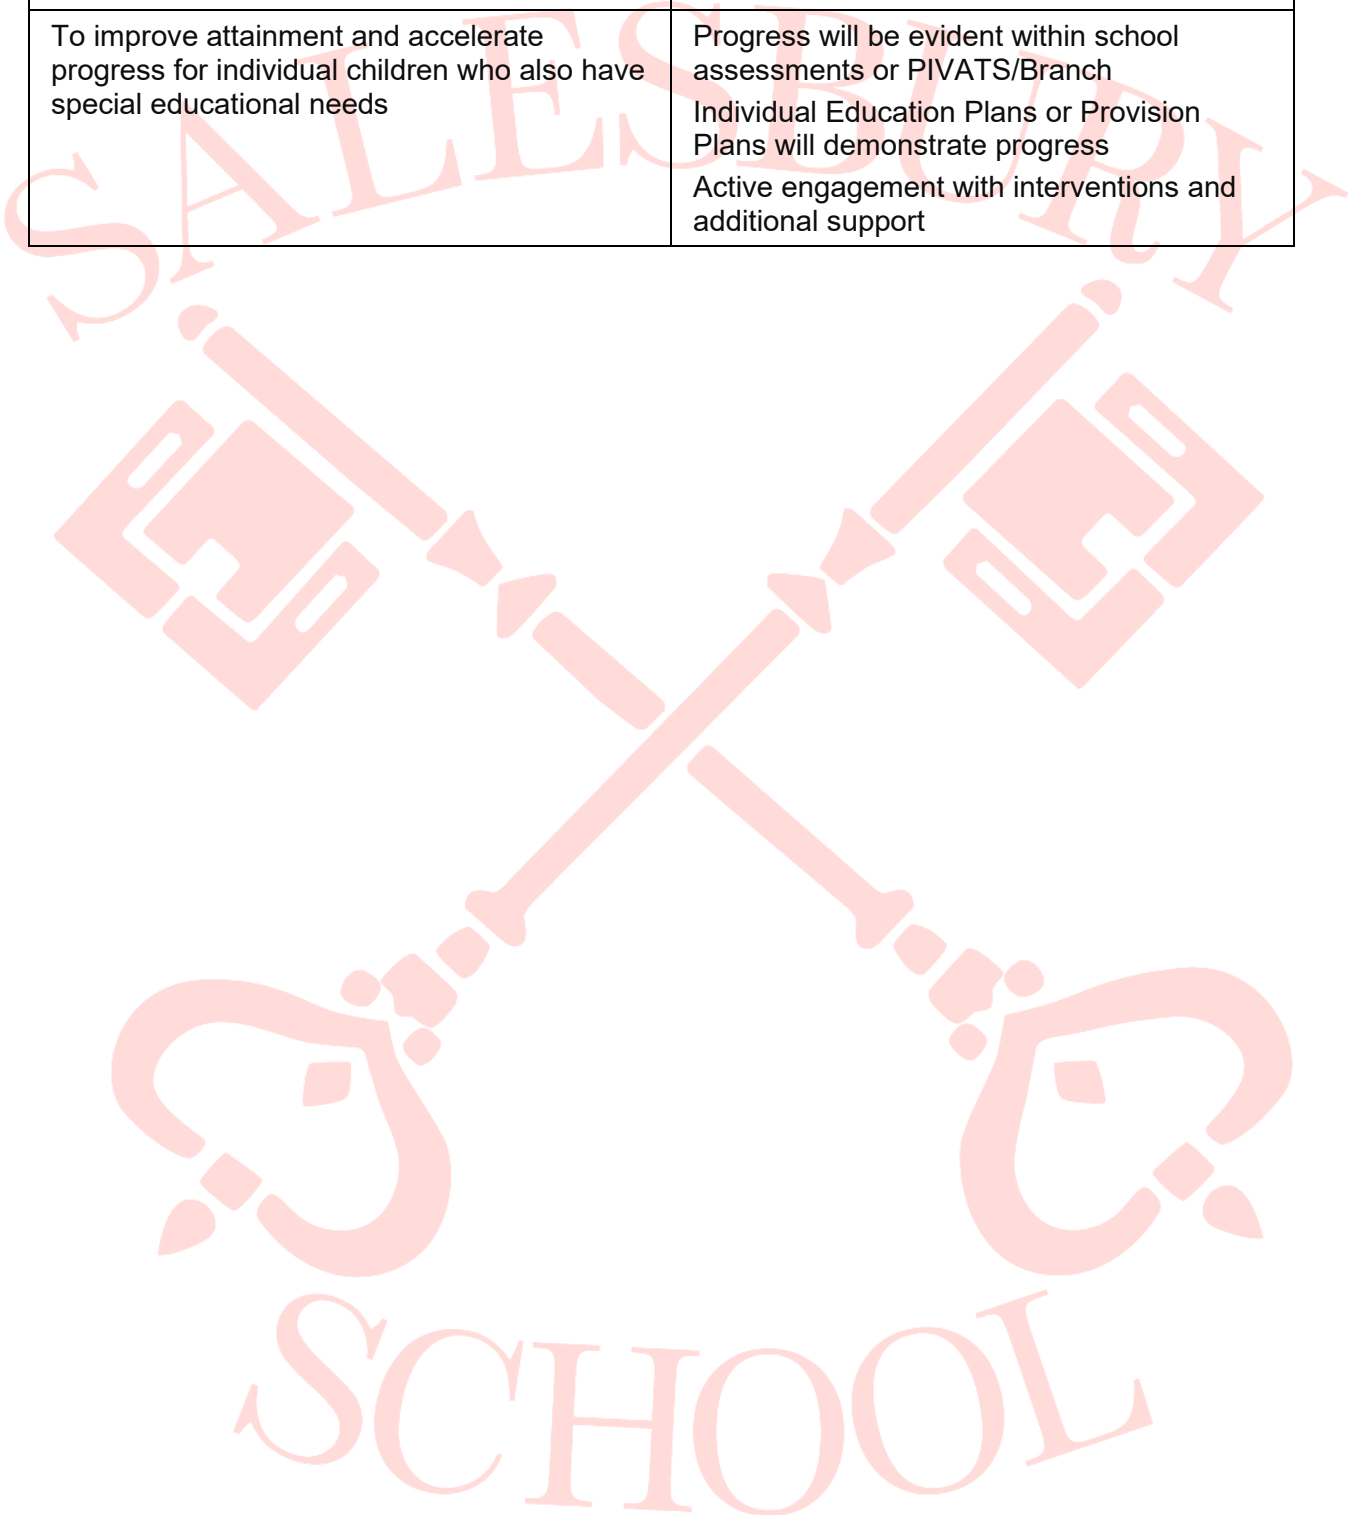 To improve attainment and accelerate
progress for individual children who also have
special educational needs
Progress will be evident within school
assessments or PIVATS/Branch
Individual Education Plans or Provision
Plans will demonstrate progress
Active engagement with interventions and
additional support
SALESBURY
SCHOOL